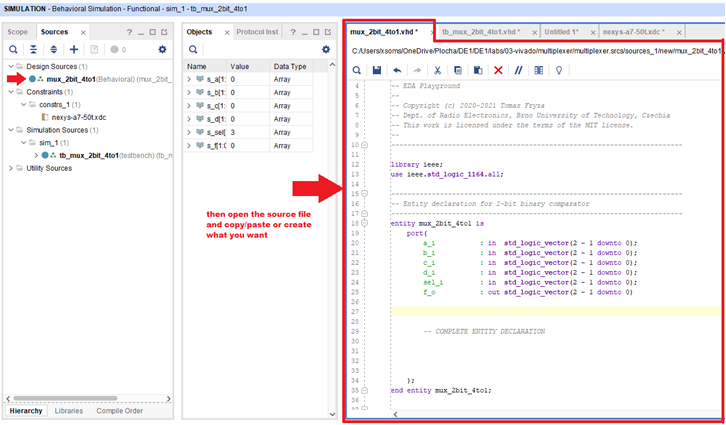 SIMULATION - Behavioral Simulation - Functional - sim_1 - tb_mux_2bit_4to1
Scope
Sources
Design Sources (1)
mux_2bit_4to1(Behavioral) (mux_2bit_
Constraints (1)
constrs_1 (1)
nexys-a7-50t.xdc
Simulation Sources (1)
sim_1 (1)
tb_mux_2bit_4to1(testbench) (tb_m
Utility Sources
Hierarchy
Libraries
Compile Order
Objects
Protocol Inst
Name Value Data Type
s_a[1: 0 Array
s_b[1: 0 Array
s_c[1: 0 Array
s_d[1: 0 Array
s_sel[ 3 Array
s_f[1:0 0 Array
then open the source file
and copy/paste or create
what you want
mux_2bit_4to1.vhd *
tb_mux_2bit_4to1.vhd *
Untitled 1*
nexys-a7-50t.xdc *
C:/Users/xsoms/OneDrive/Plocha/DE1/DE1/labs/03-vivado/multiplexer/multiplexer.srcs/sources_1/new/mux_2bit_4to1.
4 -- EDA Playground
5 --
6 -- Copyright (c) 2020-2021 Tomas Fryza
7 -- Dept. of Radio Electronics, Brno University of Technology, Czechia
8 -- This work is licensed under the terms of the MIT license.
9 --
10 ------------------------------------------------------------------------
11
12 library ieee;
13 use ieee.std_logic_1164.all;
14
15 ------------------------------------------------------------------------
16 -- Entity declaration for 2-bit binary comparator
17 ------------------------------------------------------------------------
18 entity mux_2bit_4to1 is
19 port(
20 a_i : in std_logic_vector(2 - 1 downto 0);
21 b_i : in std_logic_vector(2 - 1 downto 0);
22 c_i : in std_logic_vector(2 - 1 downto 0);
23 d_i : in std_logic_vector(2 - 1 downto 0);
24 sel_i : in std_logic_vector(2 - 1 downto 0);
25 f_o : out std_logic_vector(2 - 1 downto 0)
26
27
28
29 -- COMPLETE ENTITY DECLARATION
30
31
32
33
34 );
35 end entity mux_2bit_4to1;
36